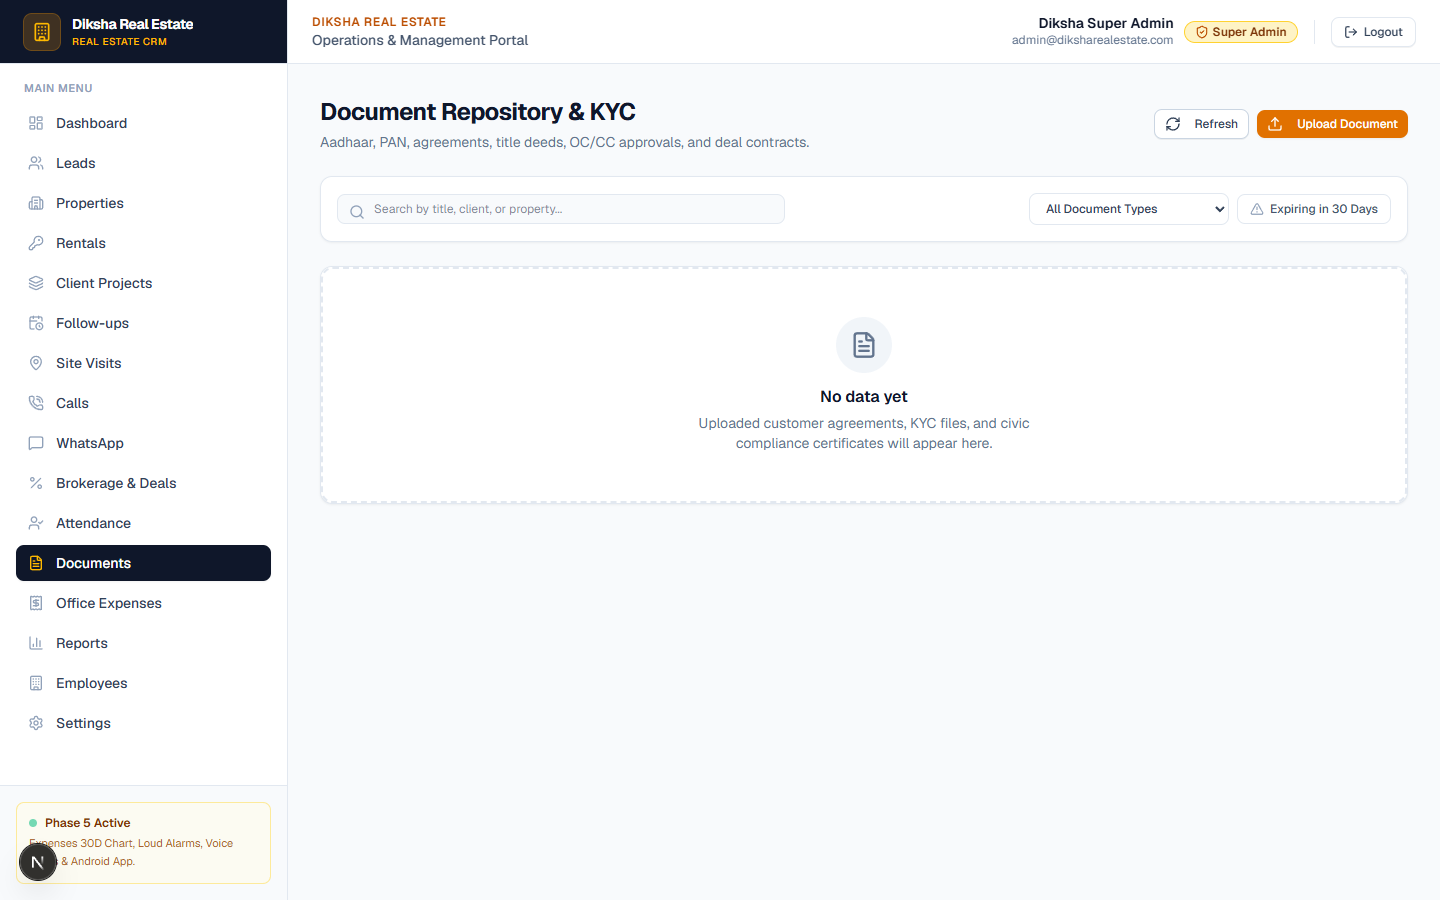 Diksha Real Estate
REAL ESTATE CRM
DIKSHA REAL ESTATE
Operations & Management Portal
Diksha Super Admin
admin@diksharealestate.com
Super Admin
Logout
MAIN MENU
Dashboard
Leads
Properties
Rentals
Client Projects
Follow-ups
Site Visits
Calls
WhatsApp
Brokerage & Deals
Attendance
Documents
Office Expenses
Reports
Employees
Settings
Phase 5 Active
Expenses 30D Chart, Loud Alarms, Voice
& Android App.
N
Document Repository & KYC
Aadhaar, PAN, agreements, title deeds, OC/CC approvals, and deal contracts.
Refresh
Upload Document
Search by title, client, or property...
All Document Types
Expiring in 30 Days
No data yet
Uploaded customer agreements, KYC files, and civic
compliance certificates will appear here.